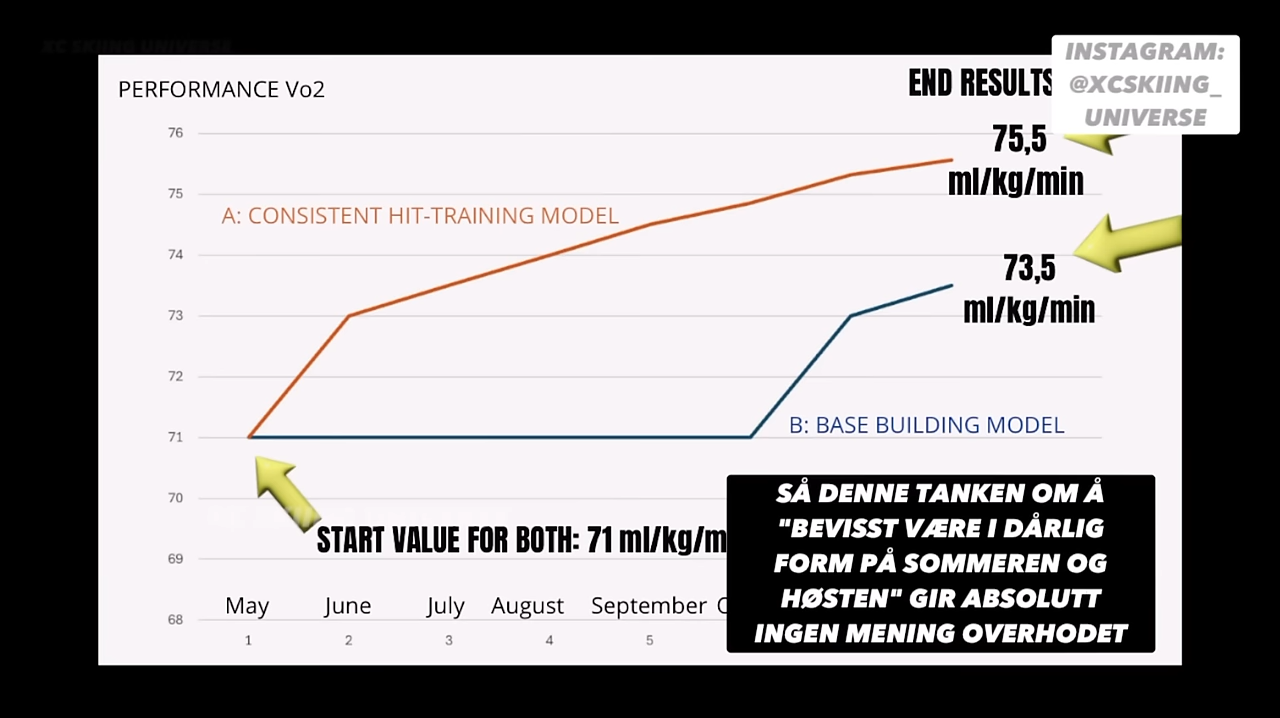 XC SKIING UNIVERSE
INSTAGRAM:
@XCSKIING_
UNIVERSE
PERFORMANCE Vo2
END RESULTS
76
75,5
ml/kg/min
75
A: CONSISTENT HIT-TRAINING MODEL
74
73,5
ml/kg/min
73
72
B: BASE BUILDING MODEL
71
70
START VALUE FOR BOTH: 71 ml/kg/m
69
May June July August September
68
1 2 3 4 5
SÅ DENNE TANKEN OM Å
"BEVISST VÆRE I DÅRLIG
FORM PÅ SOMMEREN OG
HØSTEN" GIR ABSOLUTT
INGEN MENING OVERHODET